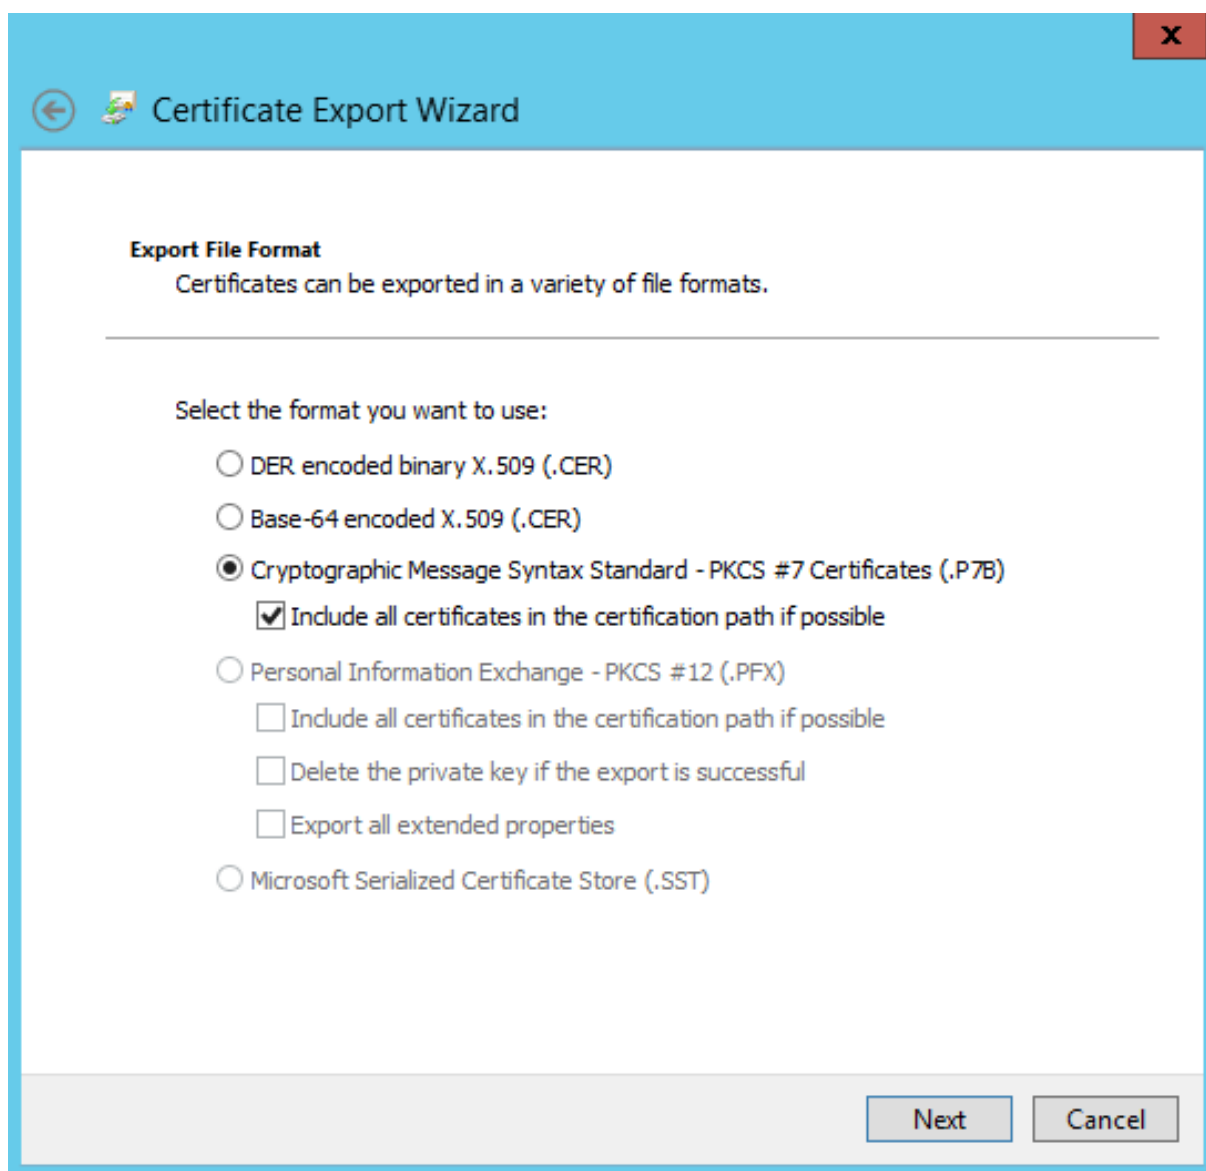 x
Certificate Export Wizard
Export File Format
Certificates can be exported in a variety of file formats.
Select the format you want to use:
DER encoded binary X.509 (.CER)
Base-64 encoded X.509 (.CER)
Cryptographic Message Syntax Standard - PKCS #7 Certificates (.P7B)
Include all certificates in the certification path if possible
Personal Information Exchange - PKCS #12 (.PFX)
Include all certificates in the certification path if possible
Delete the private key if the export is successful
Export all extended properties
Microsoft Serialized Certificate Store (.SST)
Next Cancel